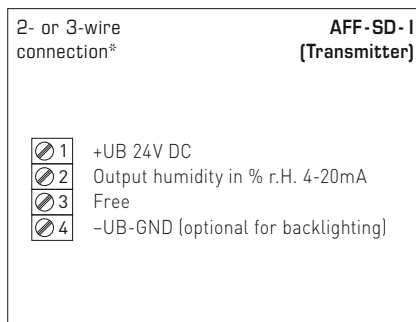 2- or 3-wire
connection*
AFF-SD-I
(Transmitter)
1 +UB 24V DC
2 Output humidity in % r.H. 4-20mA
3 Free
4 –UB-GND (optional for backlighting)